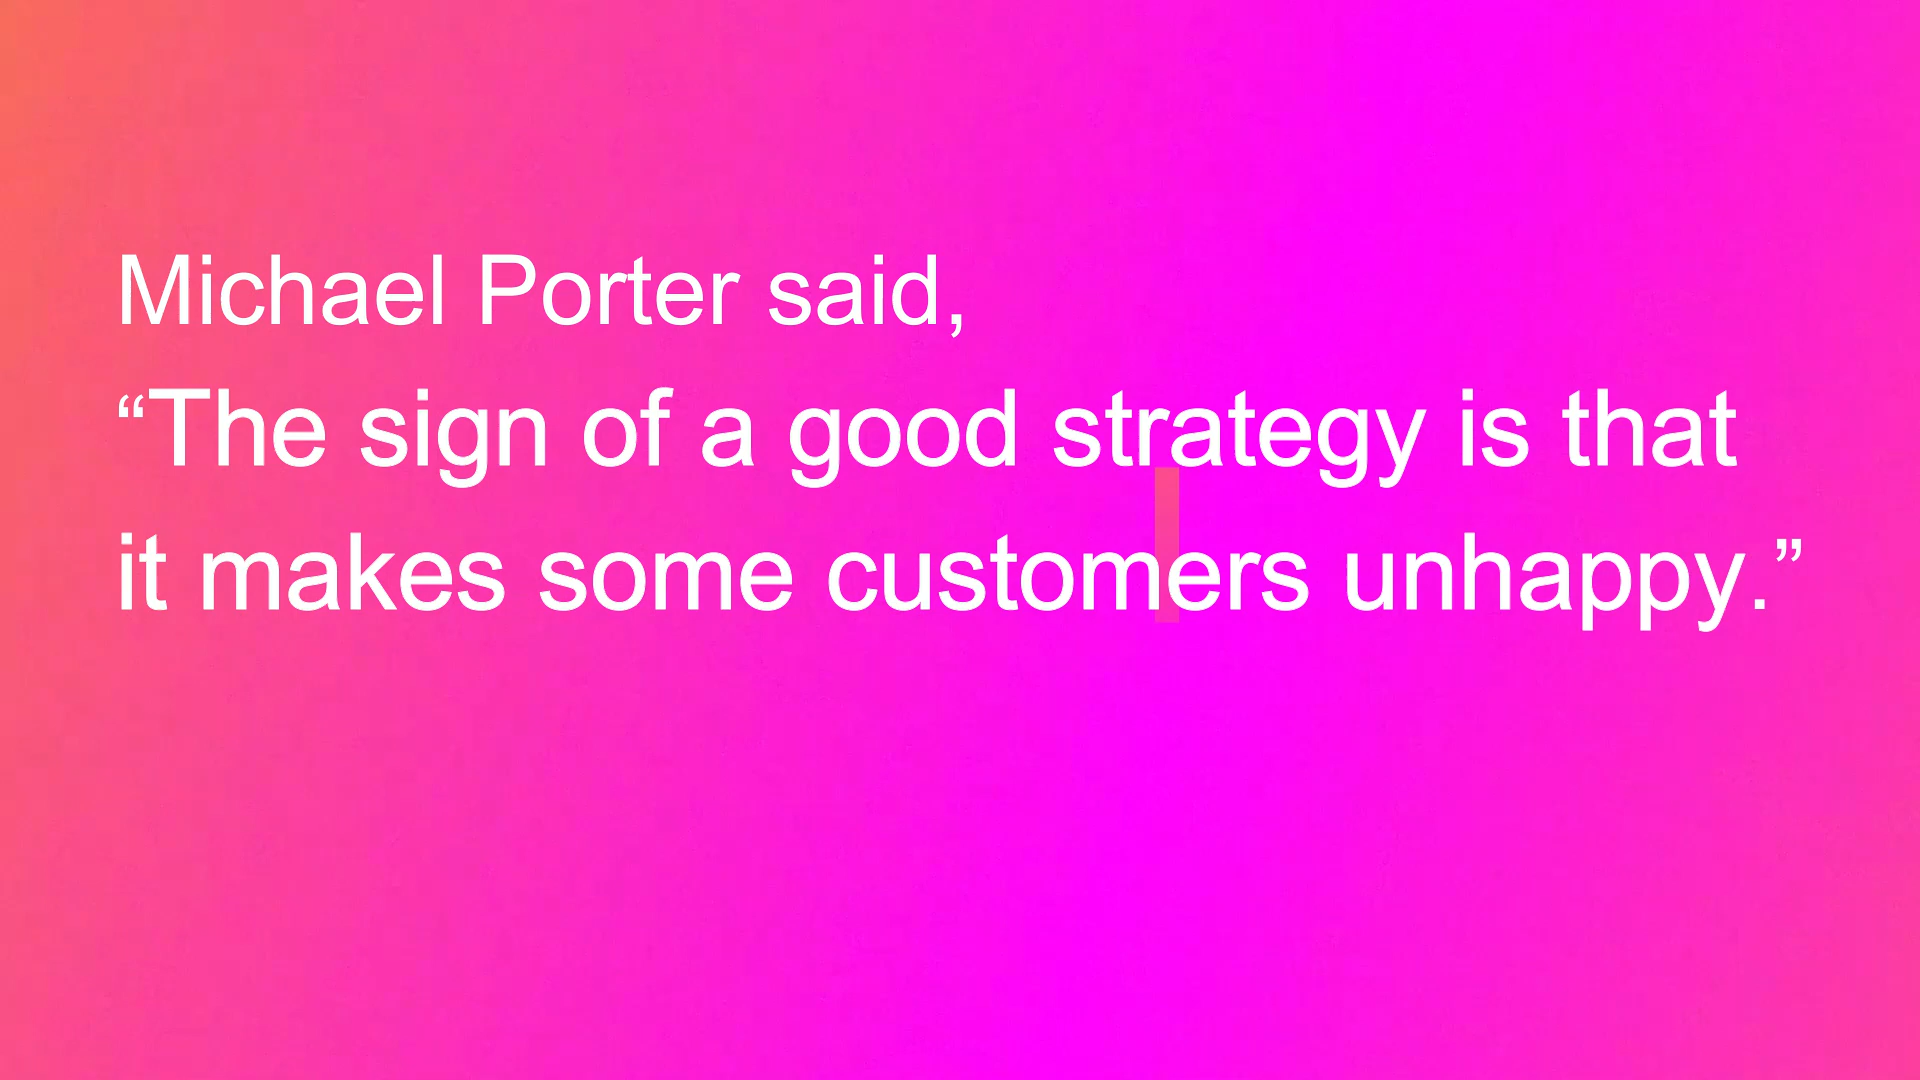 Michael Porter said,
“The sign of a good strategy is that
it makes some customers unhappy.”